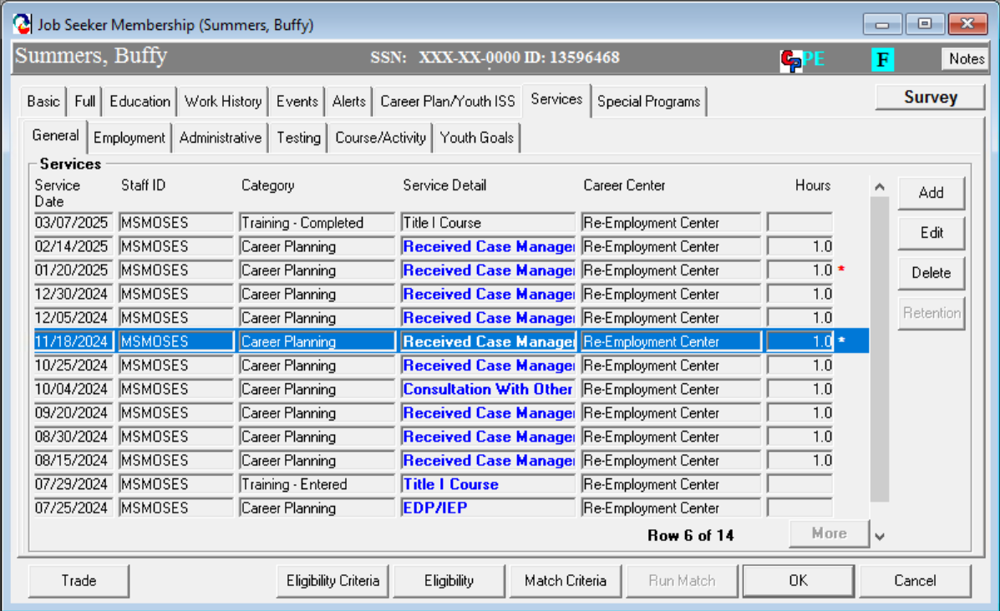 Job Seeker Membership (Summers, Buffy)
Summers, Buffy SSN: XXX-XX-0000 ID: 13596468 CP PE F Notes
Basic Full Education Work History Events Alerts Career Plan/Youth ISS Services Special Programs Survey
General Employment Administrative Testing Course/Activity Youth Goals
Services
Service Date Staff ID Category Service Detail Career Center Hours
03/07/2025 MSMOSES Training - Completed Title I Course Re-Employment Center
02/14/2025 MSMOSES Career Planning Received Case Manage Re-Employment Center 1.0
01/20/2025 MSMOSES Career Planning Received Case Manage Re-Employment Center 1.0 *
12/30/2024 MSMOSES Career Planning Received Case Manage Re-Employment Center 1.0
12/05/2024 MSMOSES Career Planning Received Case Manage Re-Employment Center 1.0
11/18/2024 MSMOSES Career Planning Received Case Manage Re-Employment Center 1.0 *
10/25/2024 MSMOSES Career Planning Received Case Manage Re-Employment Center 1.0
10/04/2024 MSMOSES Career Planning Consultation With Other Re-Employment Center 1.0
09/20/2024 MSMOSES Career Planning Received Case Manage Re-Employment Center 1.0
08/30/2024 MSMOSES Career Planning Received Case Manage Re-Employment Center 1.0
08/15/2024 MSMOSES Career Planning Received Case Manage Re-Employment Center 1.0
07/29/2024 MSMOSES Training - Entered Title I Course Re-Employment Center
07/25/2024 MSMOSES Career Planning EDP/IEP Re-Employment Center
Add
Edit
Delete
Retention
Row 6 of 14 More
Trade Eligibility Criteria Eligibility Match Criteria Run Match OK Cancel